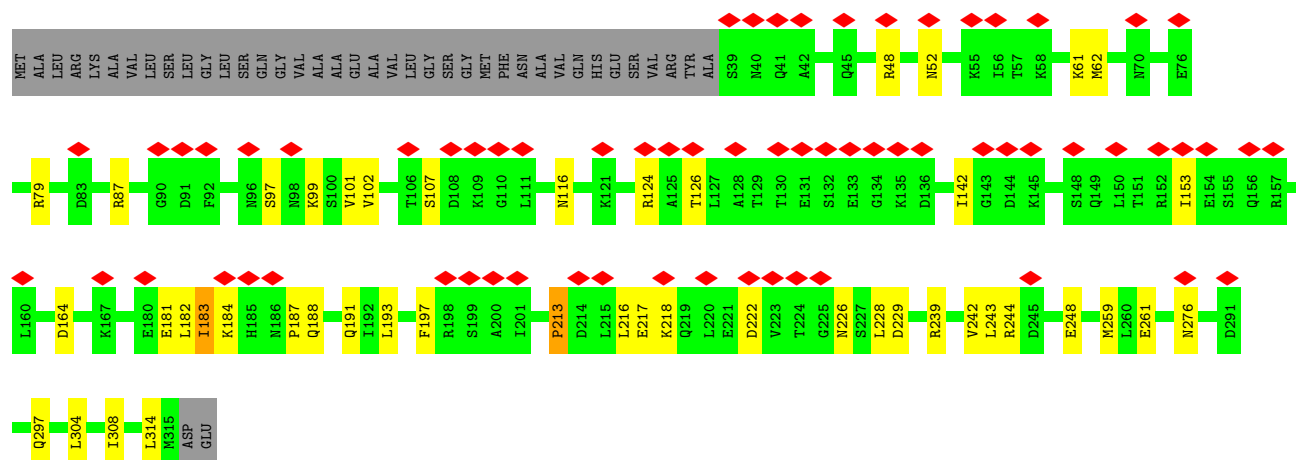 MET ALA LEU ARG LYS ALA VAL LEU SER LEU GLY LEU SER GLN GLY VAL ALA ALA GLU ALA VAL LEU GLY SER GLY MET PHE ASN ALA VAL GLN HIS GLU SER VAL ARG TYR ALA S39 N40 Q41 A42 Q45 R48 N52 K55 I56 T57 K58 K61 M62 N70 E76
R79 D83 R87 G90 D91 F92 N96 S97 N98 K99 S100 V101 V102 T106 S107 D108 K109 G110 L111 N116 K121 R124 A125 T126 L127 A128 T129 T130 E131 S132 E133 G134 K135 D136 I142 G143 D144 K145 S148 Q149 L150 T151 R152 I153 E154 S155 Q156 R157
L160 D164 K167 E180 E181 L182 I183 K184 H185 N186 P187 Q188 Q191 I192 L193 F197 R198 S199 A200 I201 P213 D214 L215 L216 E217 K218 Q219 L220 E221 D222 V223 T224 G225 N226 S227 L228 D229 R239 V242 L243 R244 D245 E248 M259 L260 E261 N276 D291
Q297 L304 I308 L314 M315 ASP GLU